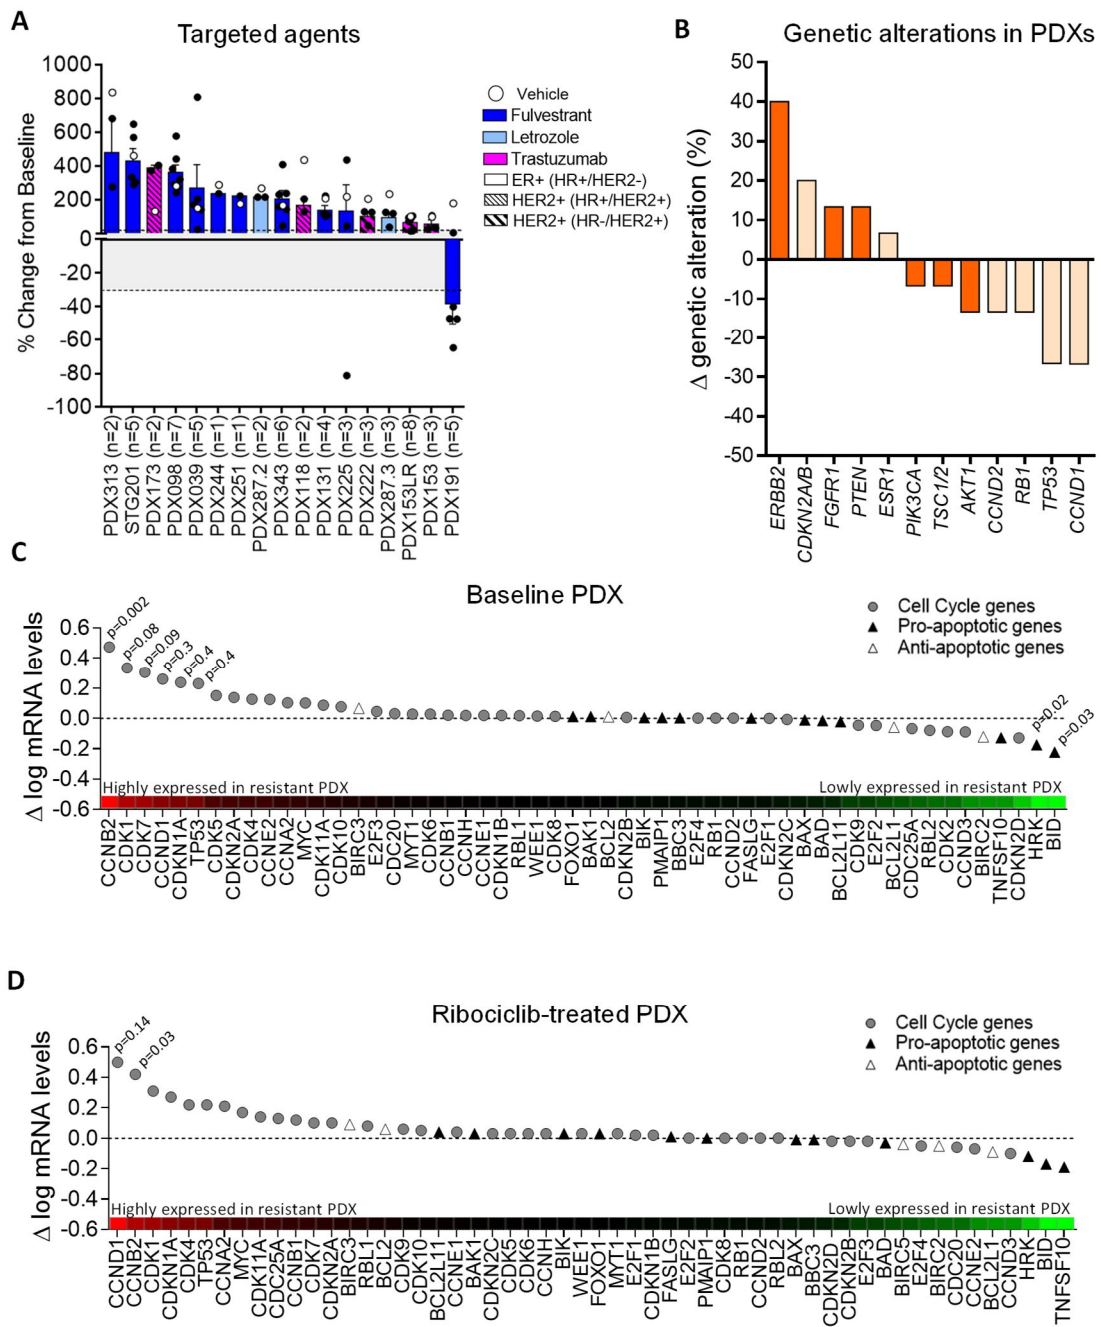 A
Targeted agents
% Change from Baseline
1000
800
600
400
200
0
-20
-40
-60
-80
-100
Vehicle
Fulvestrant
Letrozole
Trastuzumab
ER+ (HR+/HER2-)
HER2+ (HR+/HER2+)
HER2+ (HR-/HER2+)
PDX313 (n=2)
STG201 (n=5)
PDX173 (n=2)
PDX098 (n=7)
PDX039 (n=5)
PDX244 (n=1)
PDX251 (n=1)
PDX287.2 (n=2)
PDX343 (n=6)
PDX118 (n=2)
PDX131 (n=4)
PDX225 (n=3)
PDX222 (n=3)
PDX287.3 (n=3)
PDX153LR (n=8)
PDX153 (n=3)
PDX191 (n=5)
B
Genetic alterations in PDXs
Δ genetic alteration (%)
50
40
30
20
10
0
-10
-20
-30
-40
-50
ERBB2
CDKN2A/B
FGFR1
PTEN
ESR1
PIK3CA
TSC1/2
AKT1
CCND2
RB1
TP53
CCND1
C
Baseline PDX
Cell Cycle genes
Pro-apoptotic genes
Anti-apoptotic genes
Δ log mRNA levels
0.6
0.4
0.2
0.0
-0.2
-0.4
-0.6
p=0.002
p=0.08
p=0.09
p=0.3
p=0.4
p=0.4
p=0.02
p=0.03
Highly expressed in resistant PDX
Lowly expressed in resistant PDX
CCNB2
CDK1
CDK7
CCND1
CDKN1A
TP53
CDK5
CDKN2A
CDK4
CCNE2
CCNA2
MYC
CDK11A
CDK10
BIRC3
E2F3
CDC20
MYT1
CDK6
CCNB1
CCNH
CCNE1
CDKN1B
RBL1
WEE1
CDK8
FOXO1
BAK1
BCL2
CDKN2B
BIK
PMAIP1
BBC3
E2F4
RB1
CCND2
FASLG
E2F1
CDKN2C
BAX
BAD
BCL2L11
CDK9
E2F2
BCL2L1
CDC25A
RBL2
CDK2
CCND3
BIRC2
TNFSF10
CDKN2D
HRK
BID
D
Ribociclib-treated PDX
Cell Cycle genes
Pro-apoptotic genes
Anti-apoptotic genes
Δ log mRNA levels
0.6
0.4
0.2
0.0
-0.2
-0.4
-0.6
p=0.14
p=0.03
Highly expressed in resistant PDX
Lowly expressed in resistant PDX
CCND1
CCNB2
CDK1
CDKN1A
CDK4
TP53
CCNA2
MYC
CDK11A
CDC25A
CCNB1
CDK7
CDKN2A
BIRC3
RBL1
BCL2
CDK9
CDK10
BCL2L11
CCNE1
BAK1
CDKN2C
CDK5
CDK6
CCNH
BIK
WEE1
FOXO1
MYT1
E2F1
CDKN1B
FASLG
E2F2
PMAIP1
CDK8
RB1
CCND2
RBL2
BAX
BBC3
CDKN2D
CDKN2B
E2F3
BAD
BIRC5
E2F4
BIRC2
CDC20
CCNE2
BCL2L1
CCND3
HRK
BID
TNFSF10